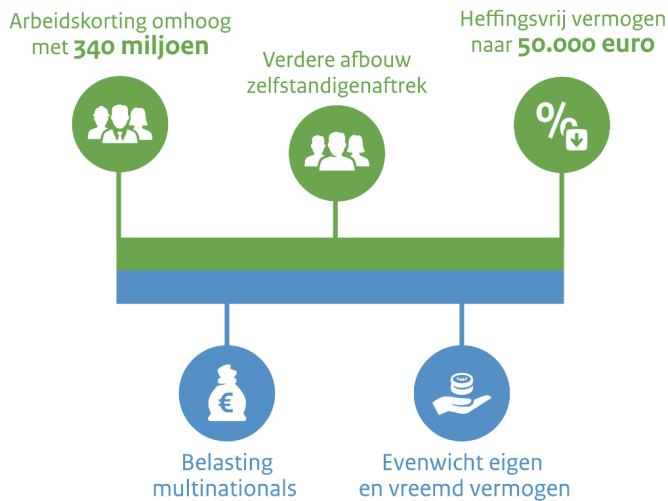 Arbeidskorting omhoog
met 340 miljoen
Verdere afbouw
zelfstandigenaftrek
Heffingsvrij vermogen
naar 50.000 euro
%
€
Belasting
multinationals
Evenwicht eigen
en vreemd vermogen